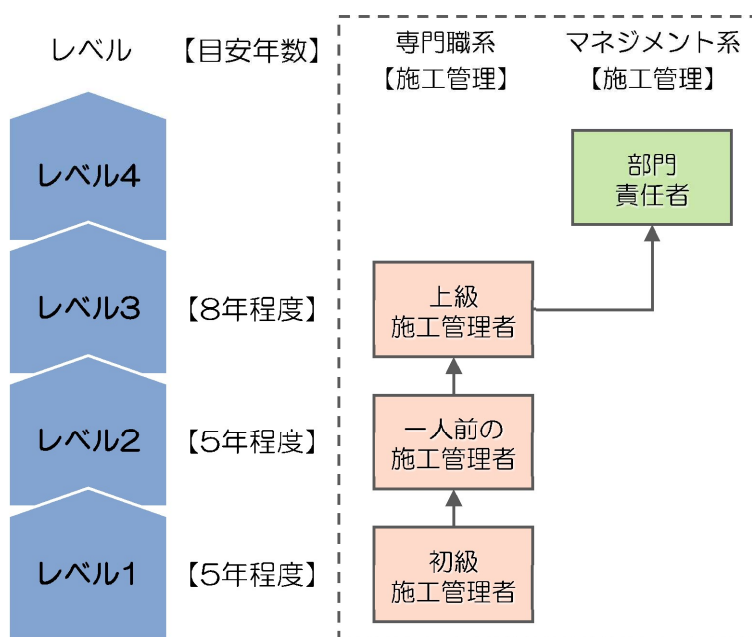 レベル 【目安年数】 専門職系 マネジメント系
【施工管理】 【施工管理】
レベル4
部門
責任者
レベル3 【8年程度】
上級
施工管理者
レベル2 【5年程度】
一人前の
施工管理者
レベル1 【5年程度】
初級
施工管理者